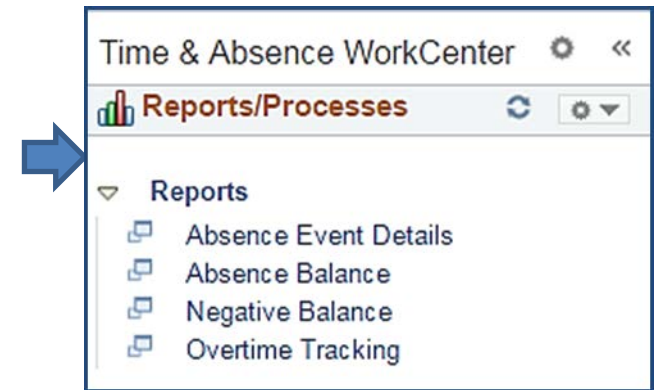 Time & Absence WorkCenter
Reports/Processes
Reports
Absence Event Details
Absence Balance
Negative Balance
Overtime Tracking